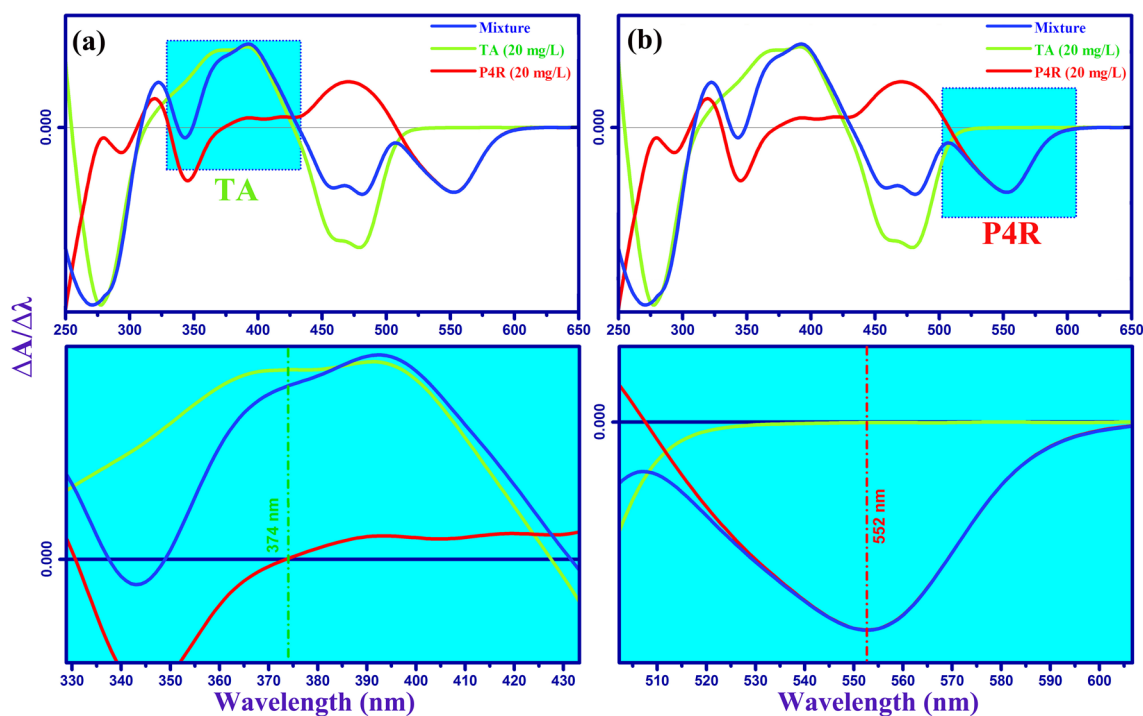 (a)
Mixture
TA (20 mg/L)
P4R (20 mg/L)
0.000
TA
250 300 350 400 450 500 550 600 650
(b)
Mixture
TA (20 mg/L)
P4R (20 mg/L)
0.000
P4R
250 300 350 400 450 500 550 600 650
ΔA/Δλ
0.000
374 nm
330 340 350 360 370 380 390 400 410 420 430
Wavelength (nm)
0.000
552 nm
510 520 530 540 550 560 570 580 590 600
Wavelength (nm)